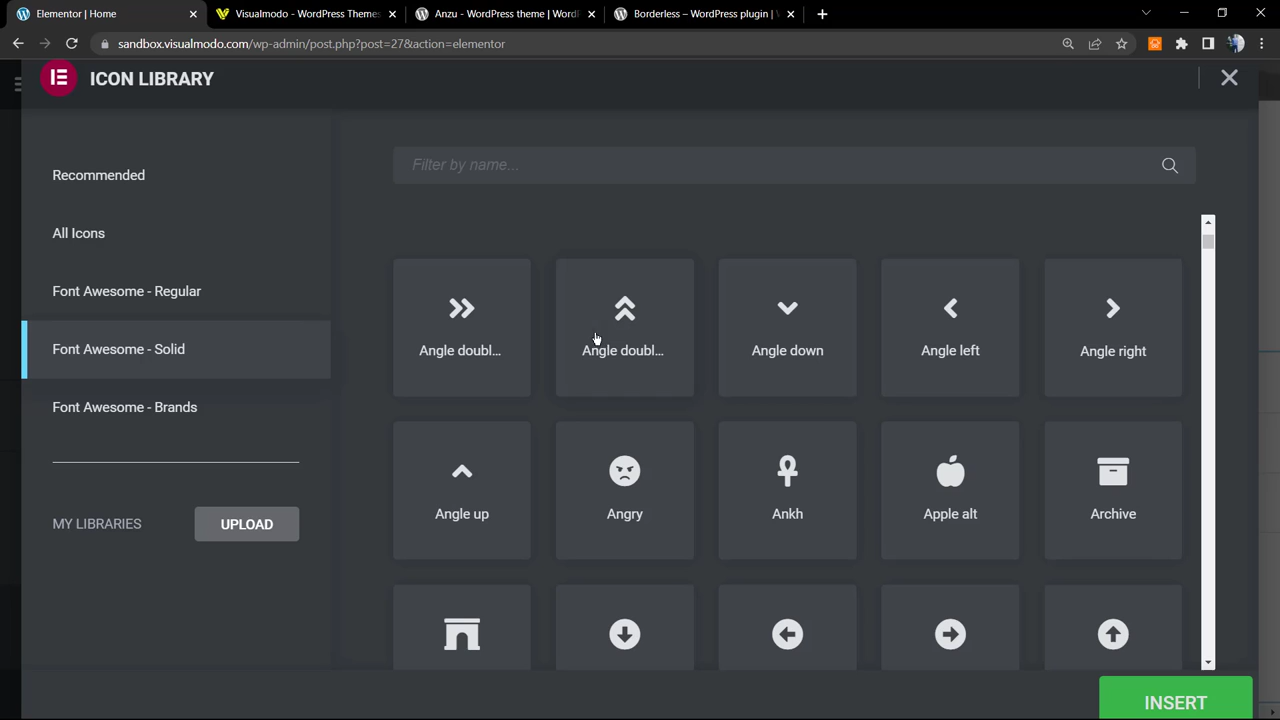 Elementor | Home
Visualmodo - WordPress Themes
Anzu - WordPress theme | WordP
Borderless – WordPress plugin | V
sandbox.visualmodo.com/wp-admin/post.php?post=27&action=elementor
ICON LIBRARY
Filter by name...
Recommended
All Icons
Font Awesome - Regular
Font Awesome - Solid
Font Awesome - Brands
MY LIBRARIES
UPLOAD
Angle doubl...
Angle doubl...
Angle down
Angle left
Angle right
Angle up
Angry
Ankh
Apple alt
Archive
INSERT